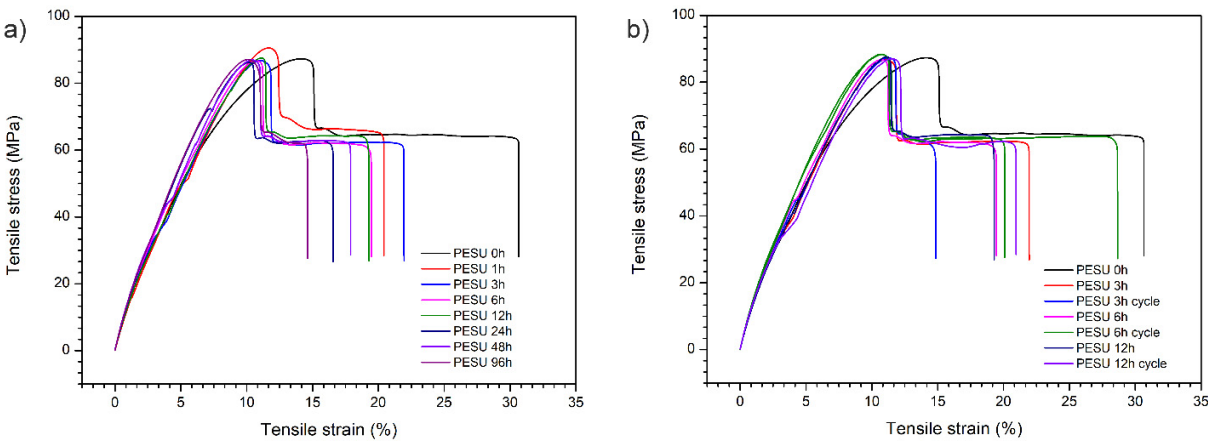 a)
Tensile stress (MPa)
100
80
60
40
20
0
0 5 10 15 20 25 30 35
Tensile strain (%)
PESU 0h
PESU 1h
PESU 3h
PESU 6h
PESU 12h
PESU 24h
PESU 48h
PESU 96h
b)
Tensile stress (MPa)
100
80
60
40
20
0
0 5 10 15 20 25 30 35
Tensile strain (%)
PESU 0h
PESU 3h
PESU 3h cycle
PESU 6h
PESU 6h cycle
PESU 12h
PESU 12h cycle